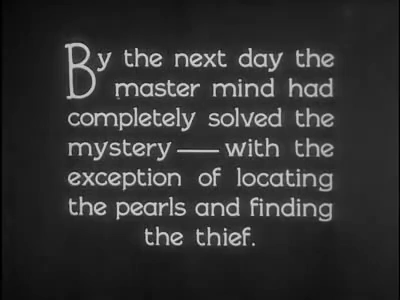 By the next day the
master mind had
completely solved the
mystery — with the
exception of locating
the pearls and finding
the thief.